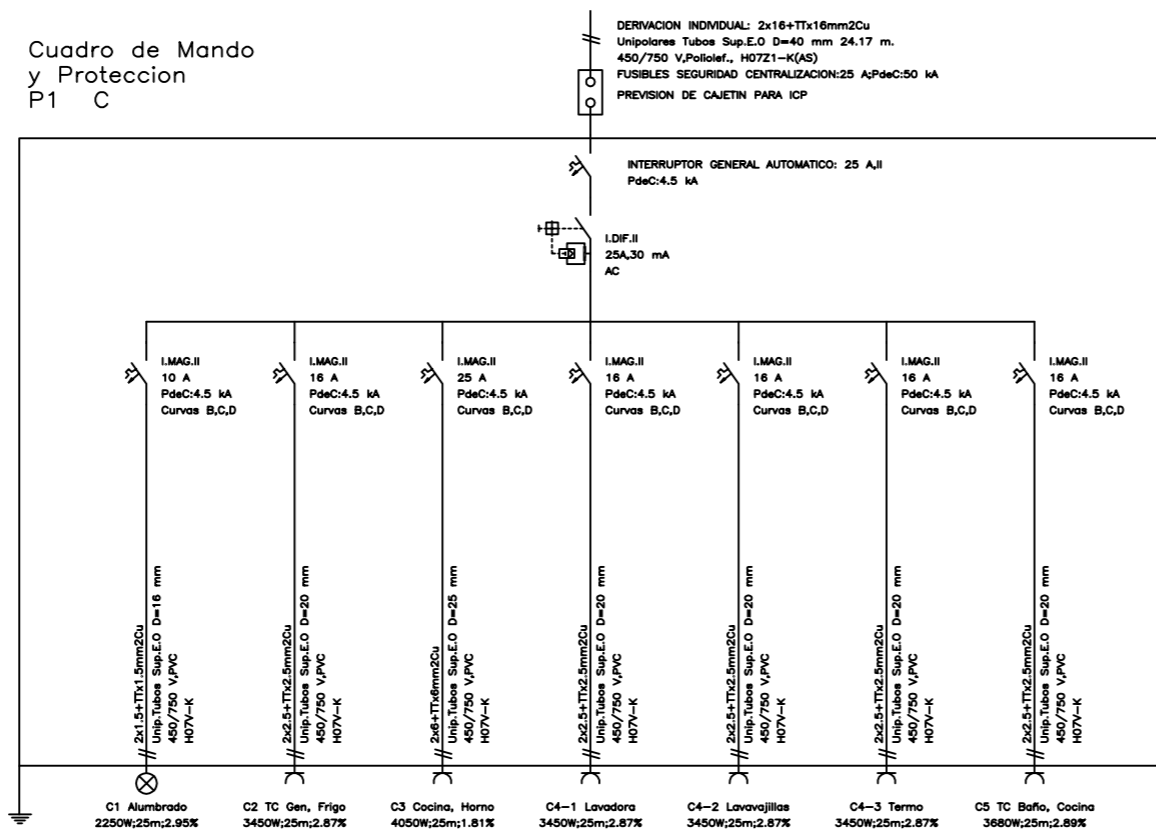 Cuadro de Mando
y Proteccion
P1 C
DERIVACION INDIVIDUAL: 2x16+TTx16mm2Cu
Unipolares Tubos Sup.E.O D=40 mm 24.17 m.
450/750 V,Poliolef., H07Z1-K(AS)
FUSIBLES SEGURIDAD CENTRALIZACION:25 A;PdeC:50 kA
PREVISION DE CAJETIN PARA ICP
INTERRUPTOR GENERAL AUTOMATICO: 25 A,II
PdeC:4.5 kA
I.DIF.II
25A,30 mA
AC
I.MAG.II
10 A
PdeC:4.5 kA
Curvas B,C,D
I.MAG.II
16 A
PdeC:4.5 kA
Curvas B,C,D
I.MAG.II
25 A
PdeC:4.5 kA
Curvas B,C,D
I.MAG.II
16 A
PdeC:4.5 kA
Curvas B,C,D
I.MAG.II
16 A
PdeC:4.5 kA
Curvas B,C,D
I.MAG.II
16 A
PdeC:4.5 kA
Curvas B,C,D
I.MAG.II
16 A
PdeC:4.5 kA
Curvas B,C,D
2x1.5+TTx1.5mm2Cu
Unip.Tubos Sup.E.O D=16 mm
450/750 V,PVC
H07V-K
2x2.5+TTx2.5mm2Cu
Unip.Tubos Sup.E.O D=20 mm
450/750 V,PVC
H07V-K
2x6+TTx6mm2Cu
Unip.Tubos Sup.E.O D=25 mm
450/750 V,PVC
H07V-K
2x2.5+TTx2.5mm2Cu
Unip.Tubos Sup.E.O D=20 mm
450/750 V,PVC
H07V-K
2x2.5+TTx2.5mm2Cu
Unip.Tubos Sup.E.O D=20 mm
450/750 V,PVC
H07V-K
2x2.5+TTx2.5mm2Cu
Unip.Tubos Sup.E.O D=20 mm
450/750 V,PVC
H07V-K
2x2.5+TTx2.5mm2Cu
Unip.Tubos Sup.E.O D=20 mm
450/750 V,PVC
H07V-K
C1 Alumbrado
2250W;25m;2.95%
C2 TC Gen, Frigo
3450W;25m;2.87%
C3 Cocina, Horno
4050W;25m;1.81%
C4-1 Lavadora
3450W;25m;2.87%
C4-2 Lavavajillas
3450W;25m;2.87%
C4-3 Termo
3450W;25m;2.87%
C5 TC Baño, Cocina
3680W;25m;2.89%